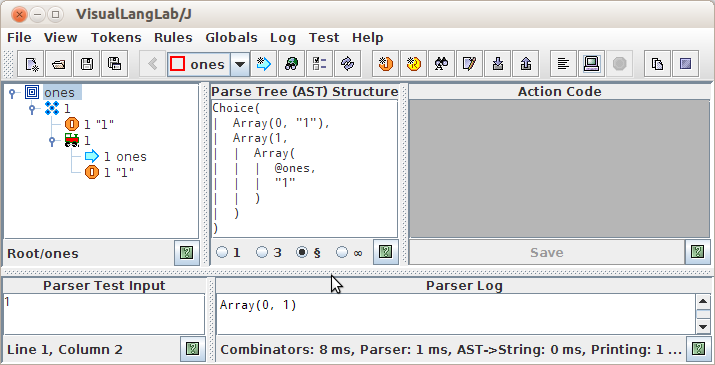 VisualLangLab/J
File View Tokens Rules Globals Log Test Help
ones
ones
1
1 "1"
1
1 ones
1 "1"
Root/ones
Parse Tree (AST) Structure
Choice(
| Array(0, "1"),
| Array(1,
| | Array(
| | | @ones,
| | | "1"
| | )
| )
)
1 3 § ∞
Action Code
Save
Parser Test Input
1
Line 1, Column 2
Parser Log
Array(0, 1)
Combinators: 8 ms, Parser: 1 ms, AST->String: 0 ms, Printing: 1 ...